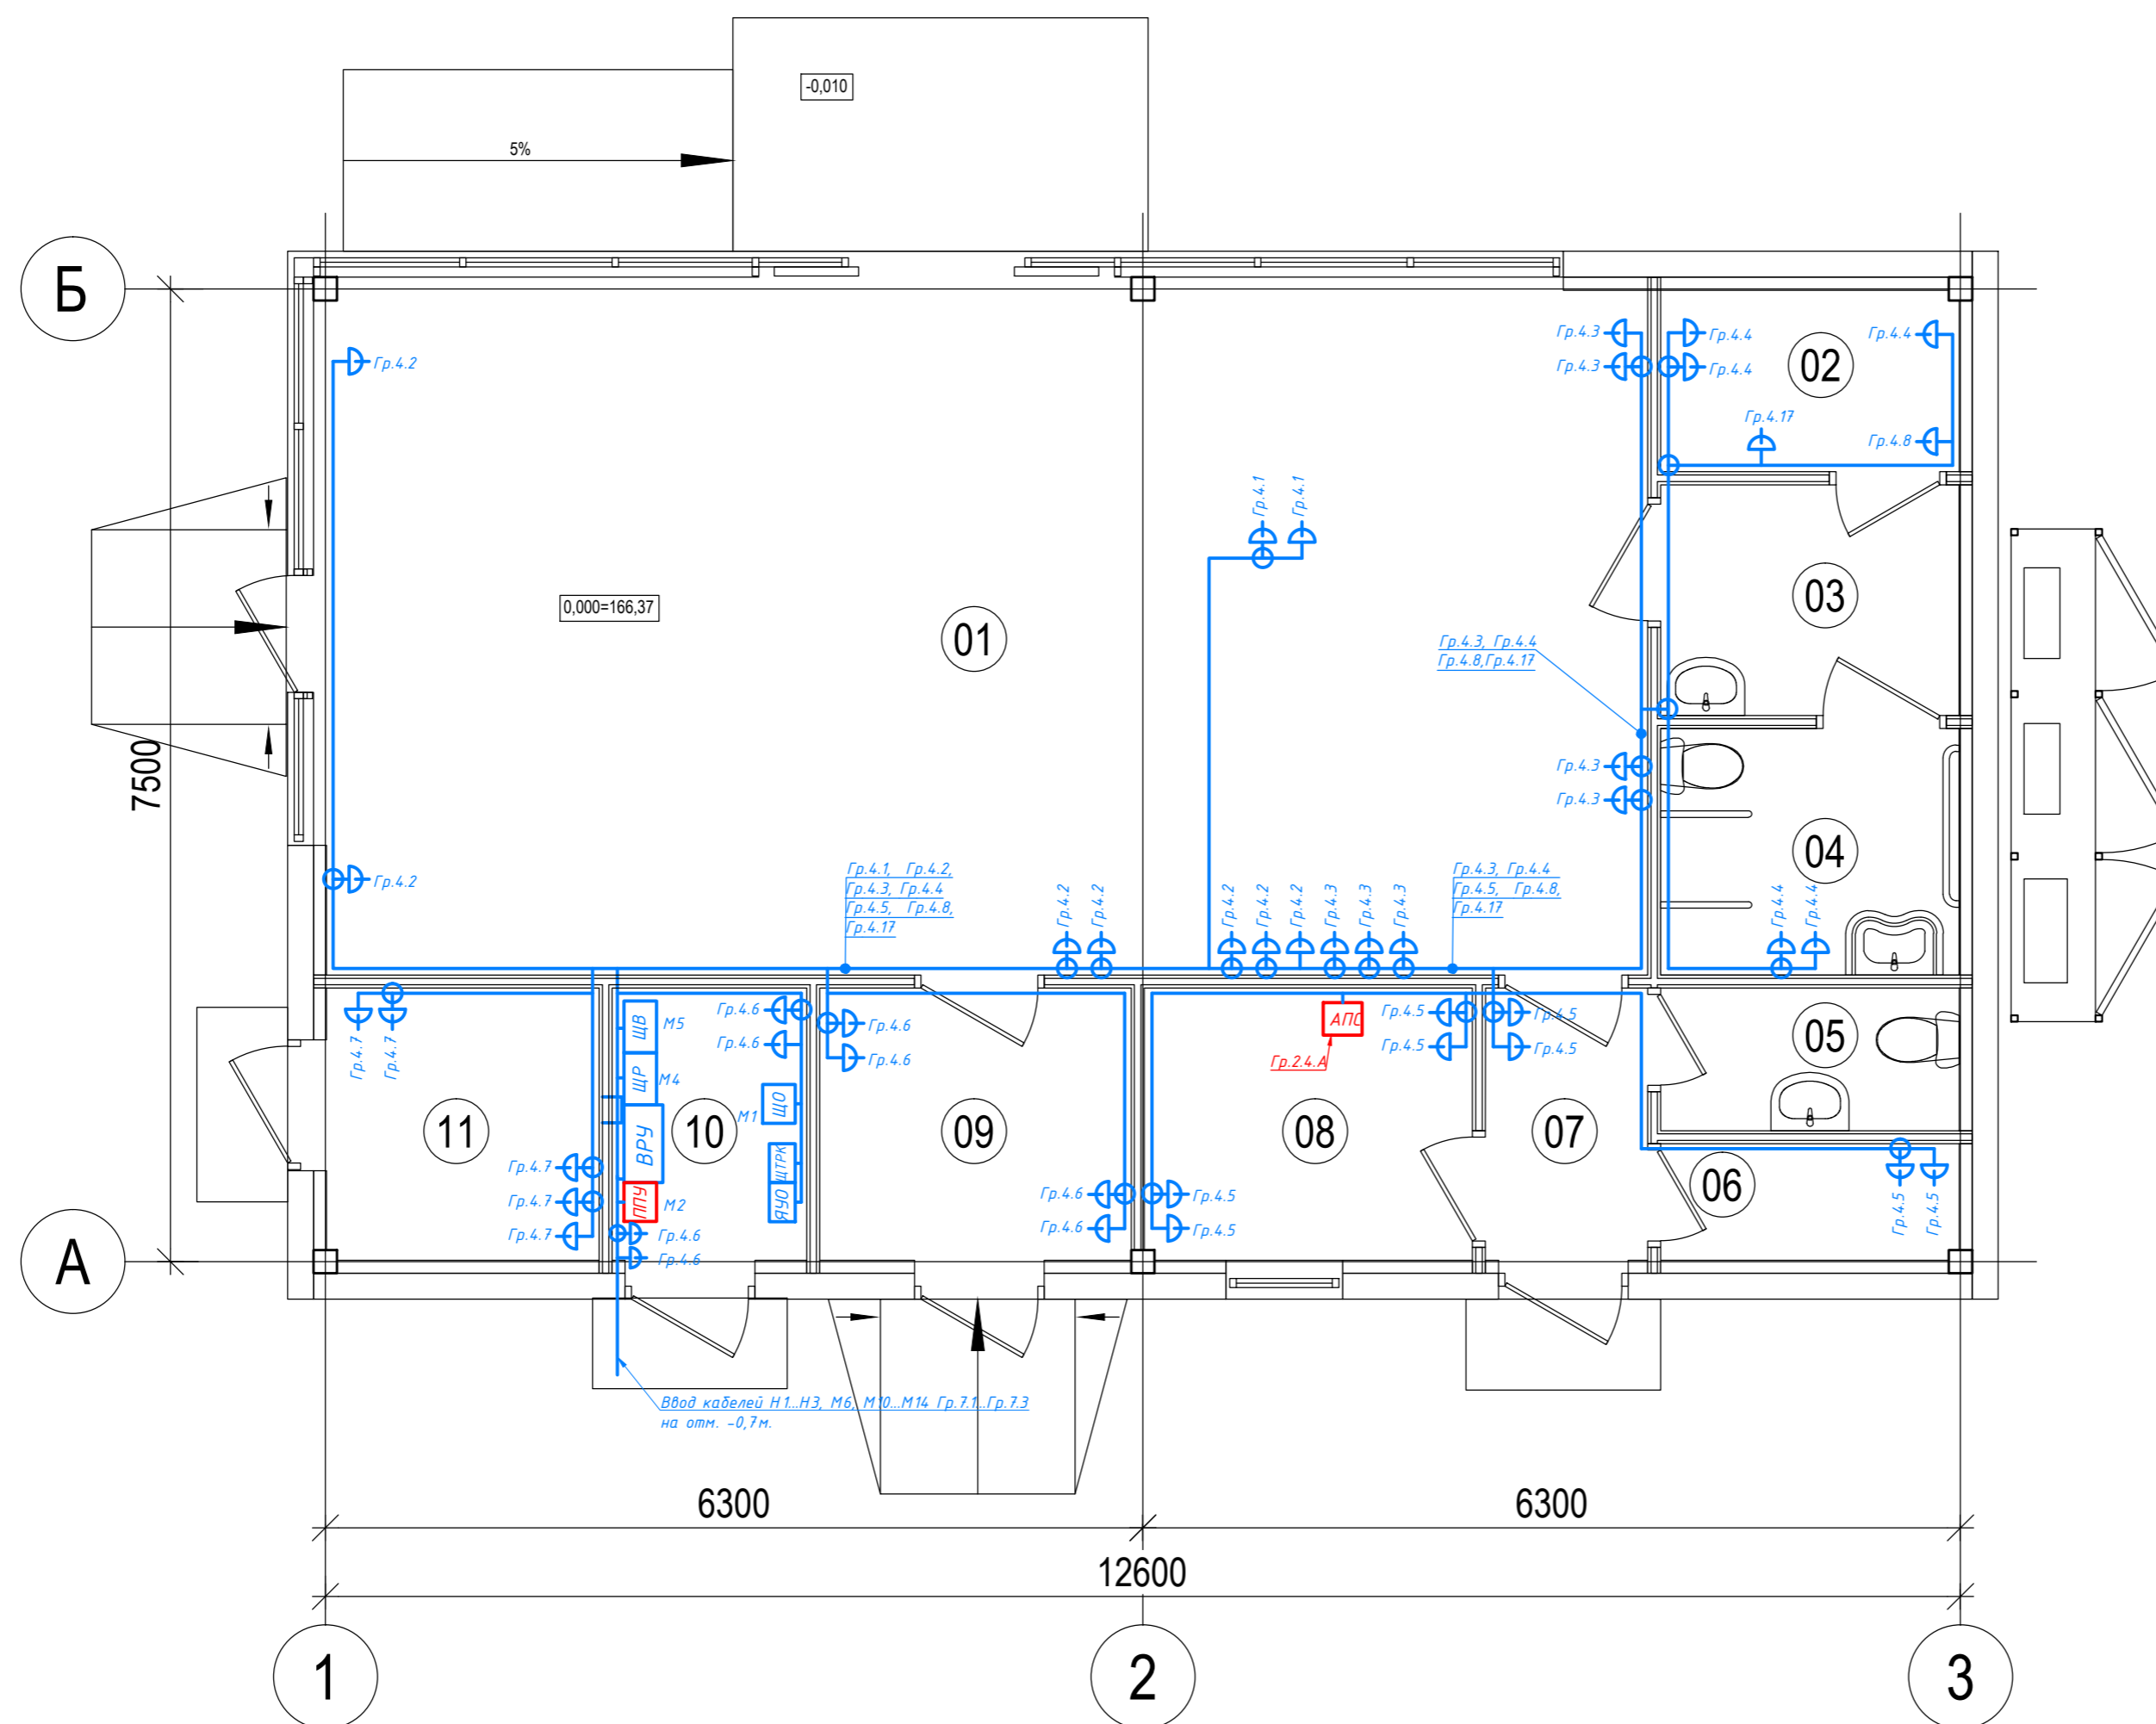 -0,010
5%
Б
Гр.4.3
Гр.4.4
Гр.4.4
Гр.4.2
Гр.4.3
Гр.4.4
02
Гр.4.17
Гр.4.8
Гр.4.1
Гр.4.1
0,000=166,37
01
03
Гр.4.3, Гр.4.4
Гр.4.8,Гр.4.17
7500
Гр.4.3
Гр.4.3
04
Гр.4.2
Гр.4.1, Гр.4.2,
Гр.4.3, Гр.4.4
Гр.4.5, Гр.4.8,
Гр.4.17
Гр.4.2
Гр.4.2
Гр.4.2
Гр.4.2
Гр.4.2
Гр.4.3
Гр.4.3
Гр.4.3
Гр.4.3, Гр.4.4
Гр.4.5, Гр.4.8,
Гр.4.17
Гр.4.4
Гр.4.4
Гр.4.7
Гр.4.7
ЩВ
М5
Гр.4.6
Гр.4.6
Гр.4.6
Гр.4.6
АПС
Гр.2.4.А
Гр.4.5
Гр.4.5
Гр.4.5
Гр.4.5
05
ЩР
М4
М1
ЩО
11
ВРУ
10
09
08
07
Гр.4.7
Гр.4.7
Гр.4.7
ППУ
М2
ЩТРК
ЯУО
Гр.4.6
Гр.4.6
Гр.4.6
Гр.4.6
Гр.4.5
Гр.4.5
06
Гр.4.5
Гр.4.5
А
Ввод кабелей Н1...Н3, М6, М10...М14 Гр.7.1...Гр.7.3
на отм. -0,7м.
6300
6300
12600
1
2
3